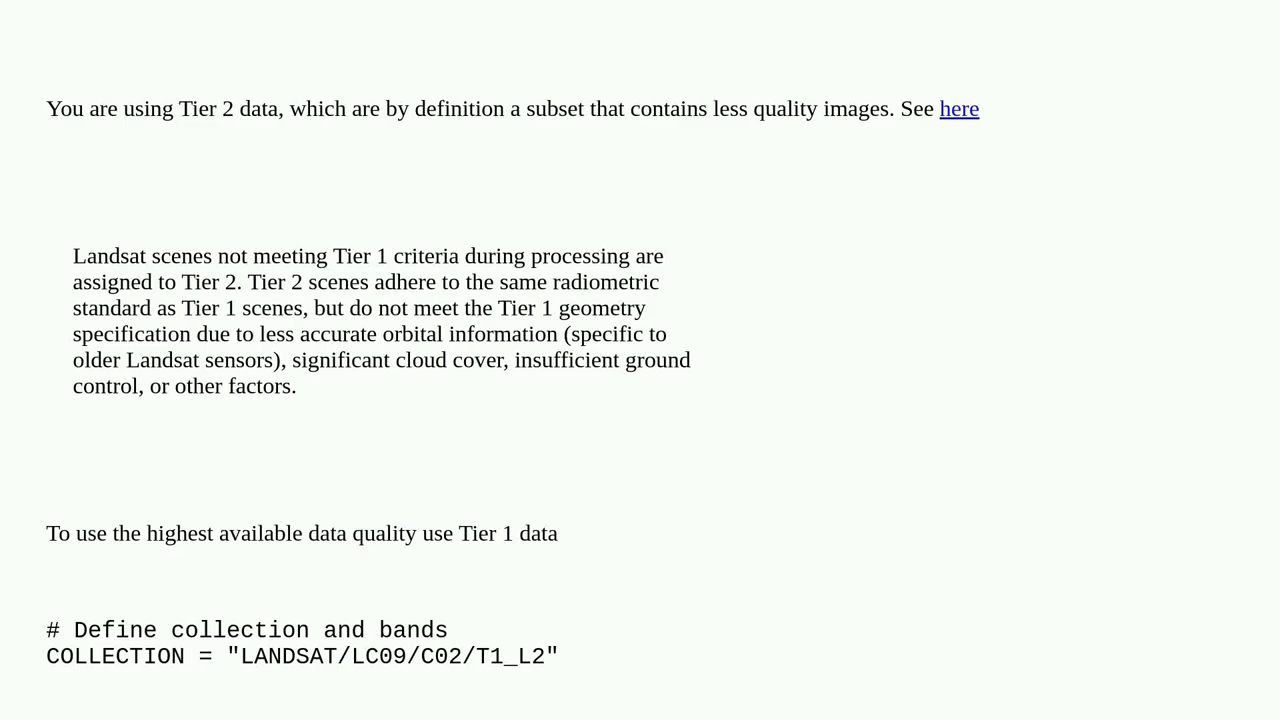 You are using Tier 2 data, which are by definition a subset that contains less quality images. See here
Landsat scenes not meeting Tier 1 criteria during processing are
assigned to Tier 2. Tier 2 scenes adhere to the same radiometric
standard as Tier 1 scenes, but do not meet the Tier 1 geometry
specification due to less accurate orbital information (specific to
older Landsat sensors), significant cloud cover, insufficient ground
control, or other factors.
To use the highest available data quality use Tier 1 data
# Define collection and bands
COLLECTION = "LANDSAT/LC09/C02/T1_L2"